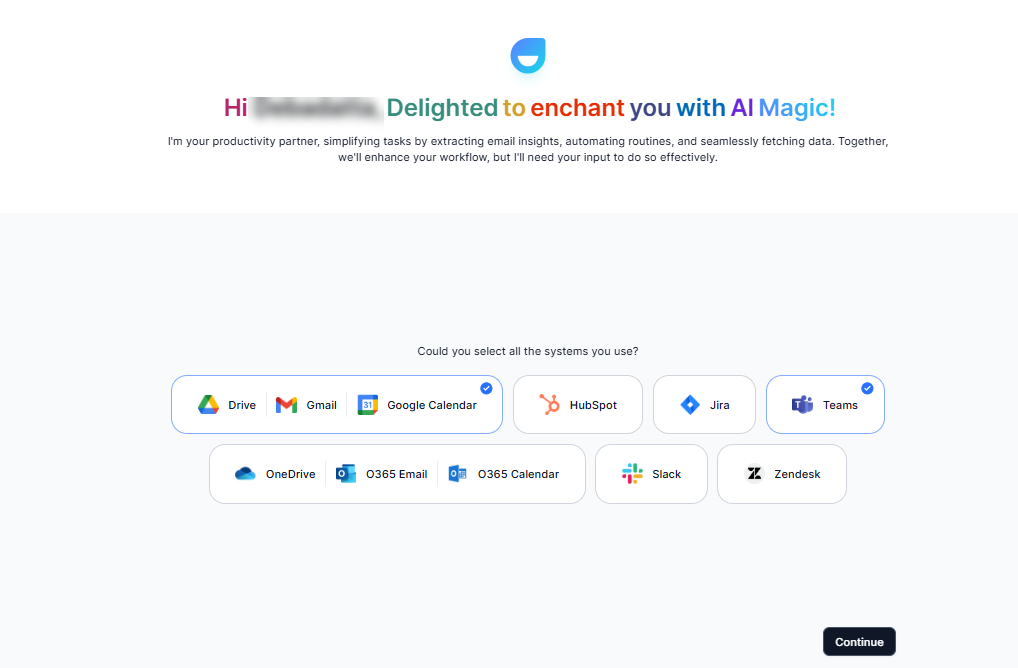 Hi Delighted to enchant you with AI Magic!
I'm your productivity partner, simplifying tasks by extracting email insights, automating routines, and seamlessly fetching data. Together,
we'll enhance your workflow, but I'll need your input to do so effectively.
Could you select all the systems you use?
Drive Gmail 31 Google Calendar HubSpot Jira T Teams
OneDrive O O365 Email O O365 Calendar Slack Zendesk
Continue